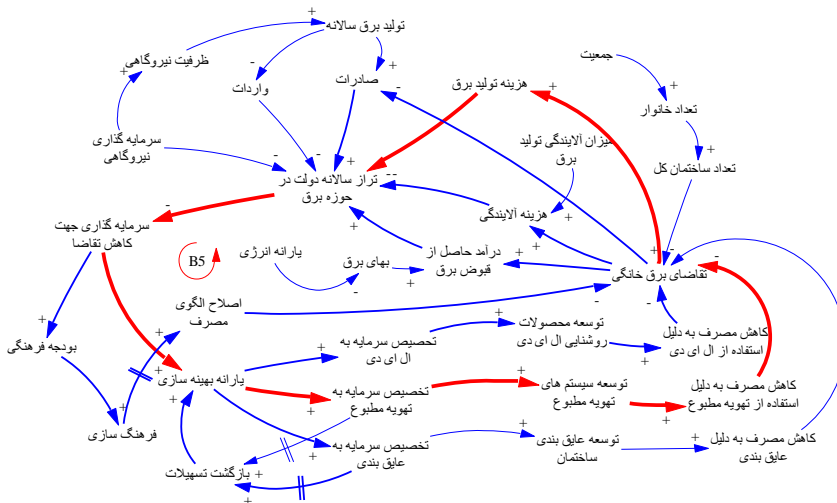 تولید برق سالانه
ظرفیت نیروگاهی
واردات
صادرات
هزینه تولید برق
جمعیت
تعداد خانوار
تعداد ساختمان کل
سرمایه گذاری
نیروگاهی
میزان آلایندگی تولید
برق
تراز سالانه دولت در
حوزه برق
هزینه آلایندگی
سرمایه گذاری جهت
کاهش تقاضا
B5
یارانه انرژی
بهای برق
درآمد حاصل از
قبوض برق
تقاضای برق خانگی
اصلاح الگوی
مصرف
بودجه فرهنگی
تخصیص سرمایه به
ال ای دی
توسعه محصولات
روشنایی ال ای دی
کاهش مصرف به دلیل
استفاده از ال ای دی
یارانه بهینه سازی
تخصیص سرمایه به
تهویه مطبوع
توسعه سیستم های
تهویه مطبوع
کاهش مصرف به دلیل
استفاده از تهویه مطبوع
فرهنگ سازی
بازگشت تسهیلات
تخصیص سرمایه به
عایق بندی
توسعه عایق بندی
ساختمان
کاهش مصرف به دلیل
عایق بندی